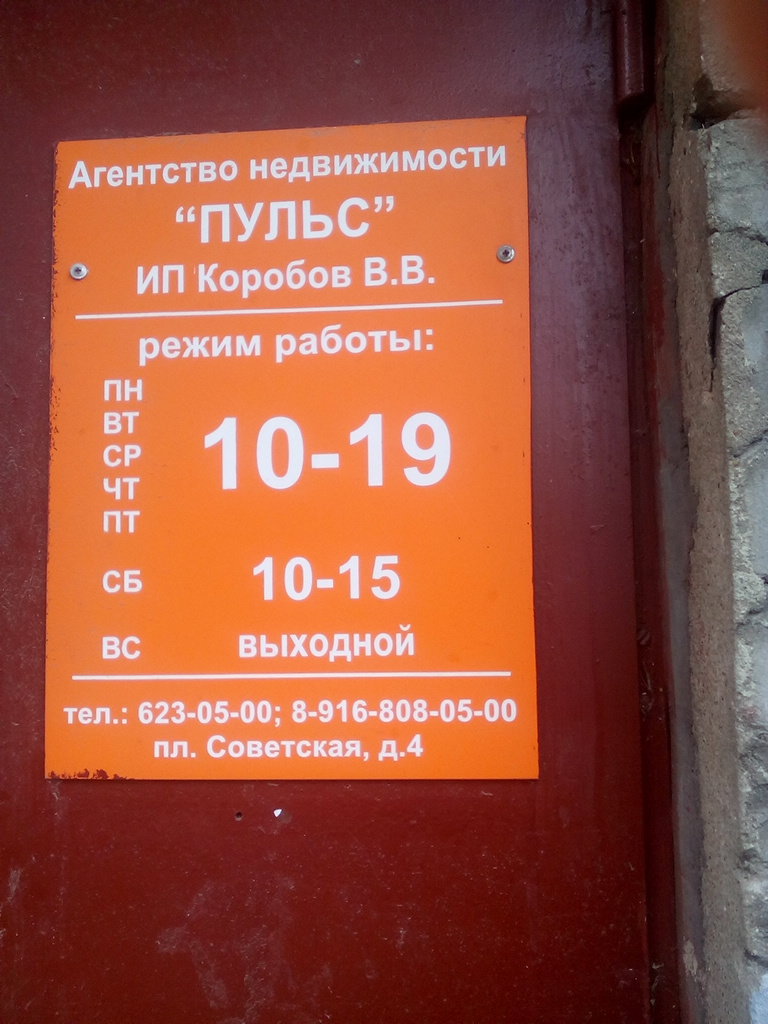 Агентство недвижимости
“ПУЛЬС”
ИП Коробов В.В.
режим работы:
ПН
ВТ
СР
ЧТ
ПТ
10-19
СБ 10-15
ВС выходной
тел.: 623-05-00; 8-916-808-05-00
пл. Советская, д.4